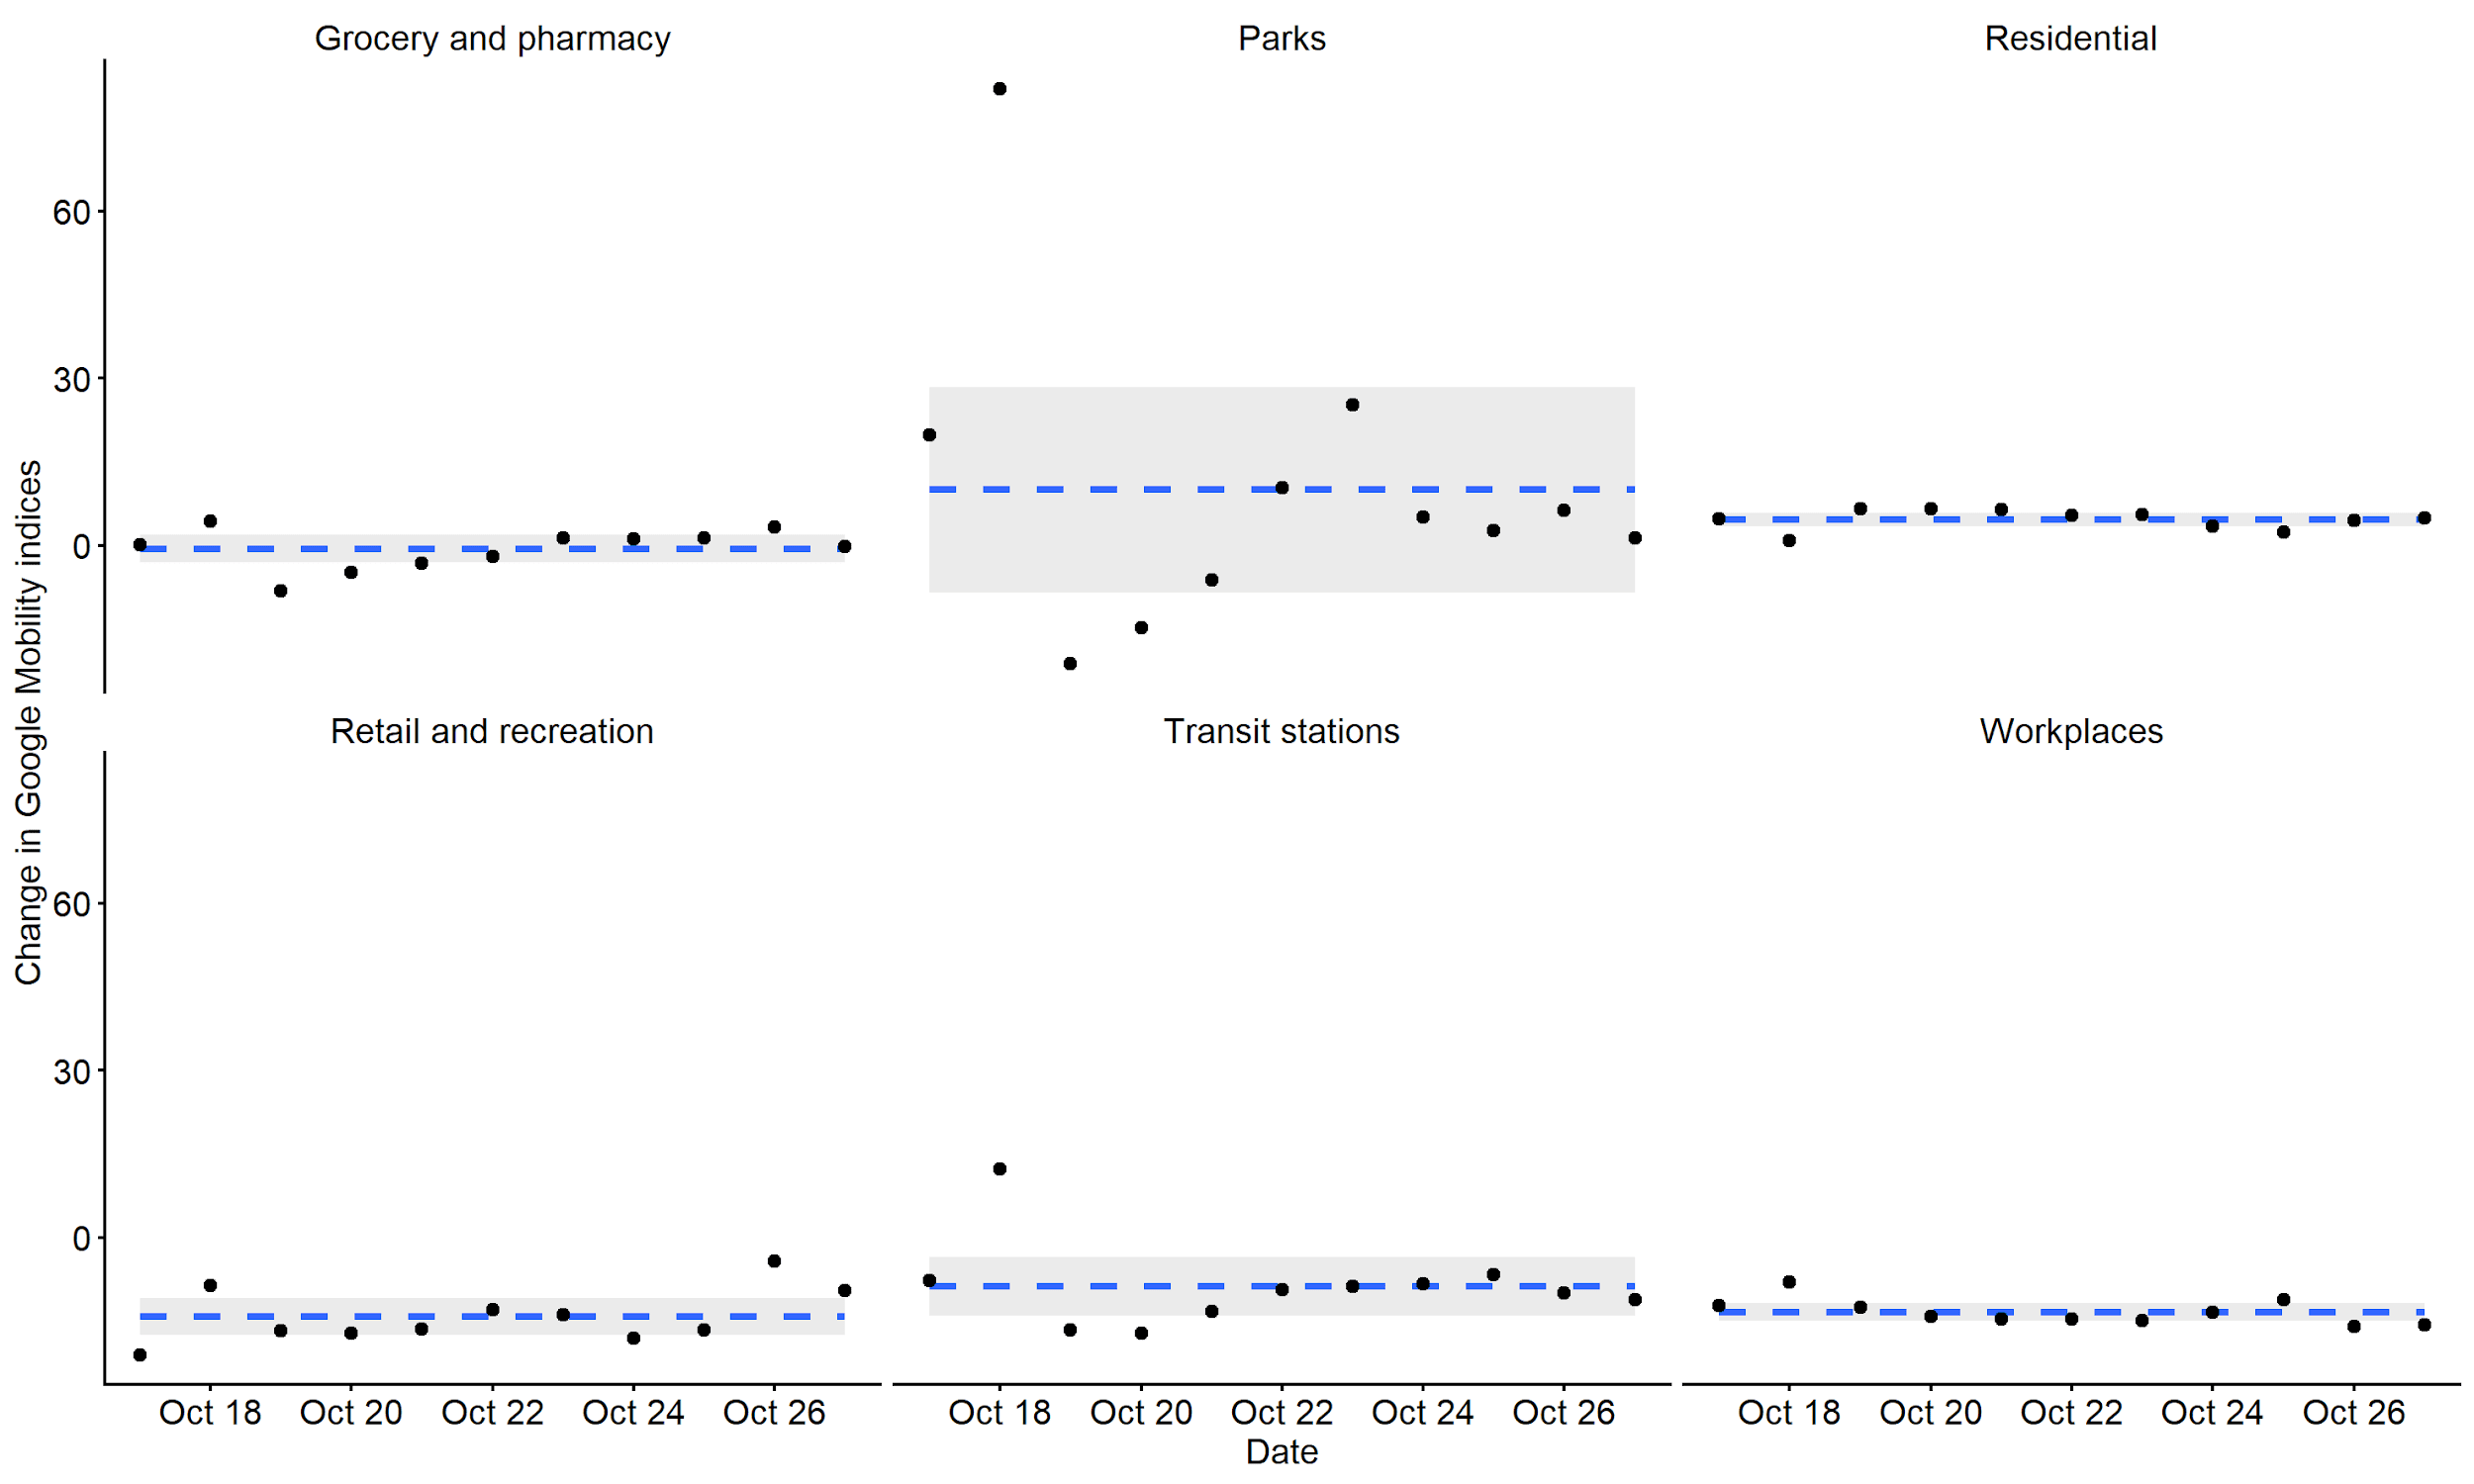 Grocery and pharmacy
Parks
Residential
60
30
0
Change in Google Mobility indices
Retail and recreation
Transit stations
Workplaces
60
30
0
Oct 18 Oct 20 Oct 22 Oct 24 Oct 26
Oct 18 Oct 20 Oct 22 Oct 24 Oct 26
Oct 18 Oct 20 Oct 22 Oct 24 Oct 26
Date